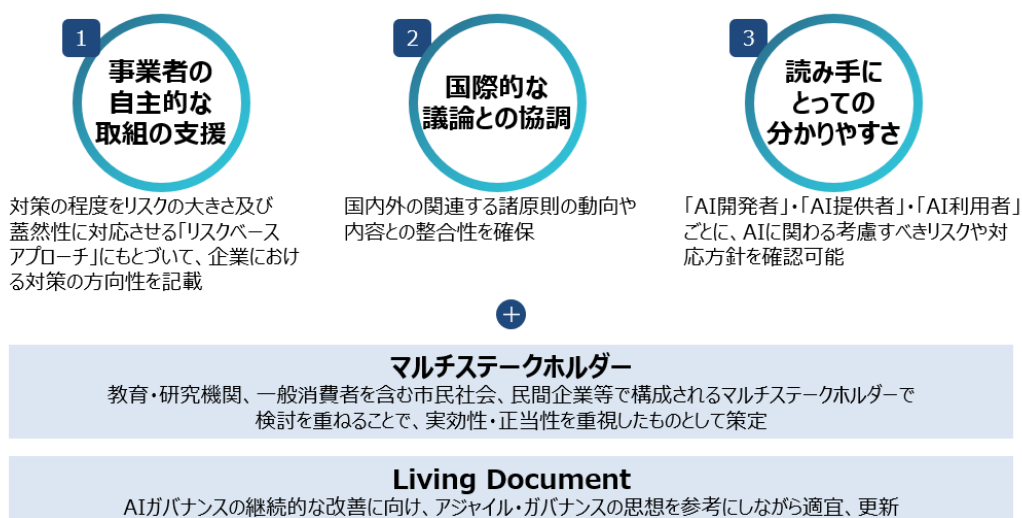 1
事業者の
自主的な
取組の支援
対策の程度をリスクの大きさ及び
蓋然性に対応させる「リスクベース
アプローチ」にもとづいて、企業におけ
る対策の方向性を記載
2
国際的な
議論との協調
国内外の関連する諸原則の動向や
内容との整合性を確保
3
読み手に
とっての
分かりやすさ
「AI開発者」・「AI提供者」・「AI利用者」
ごとに、AIに関わる考慮すべきリスクや対
応方針を確認可能
+
マルチステークホルダー
教育・研究機関、一般消費者を含む市民社会、民間企業等で構成されるマルチステークホルダーで
検討を重ねることで、実効性・正当性を重視したものとして策定
Living Document
AIガバナンスの継続的な改善に向け、アジャイル・ガバナンスの思想を参考にしながら適宜、更新